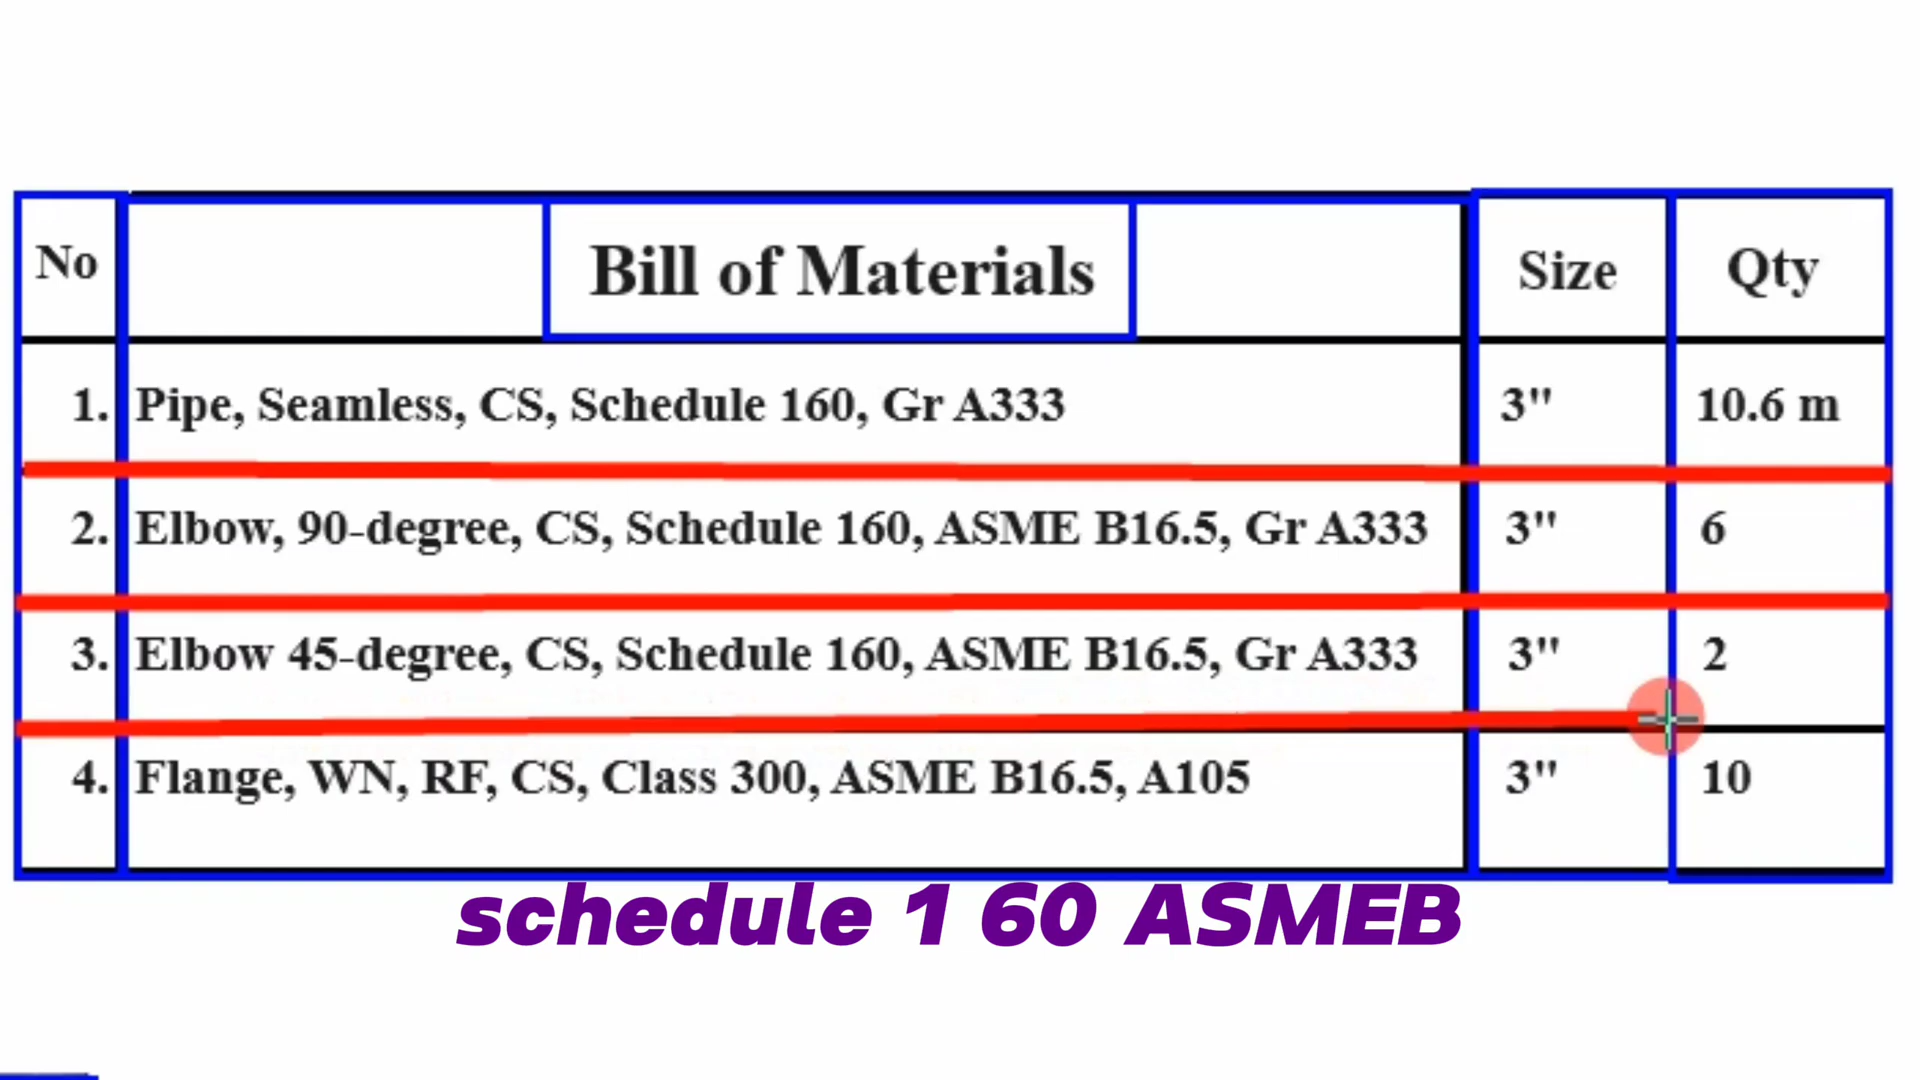 No Bill of Materials Size Qty
1. Pipe, Seamless, CS, Schedule 160, Gr A333 3" 10.6 m
2. Elbow, 90-degree, CS, Schedule 160, ASME B16.5, Gr A333 3" 6
3. Elbow 45-degree, CS, Schedule 160, ASME B16.5, Gr A333 3" 2
4. Flange, WN, RF, CS, Class 300, ASME B16.5, A105 3" 10
schedule 1 60 ASMEB